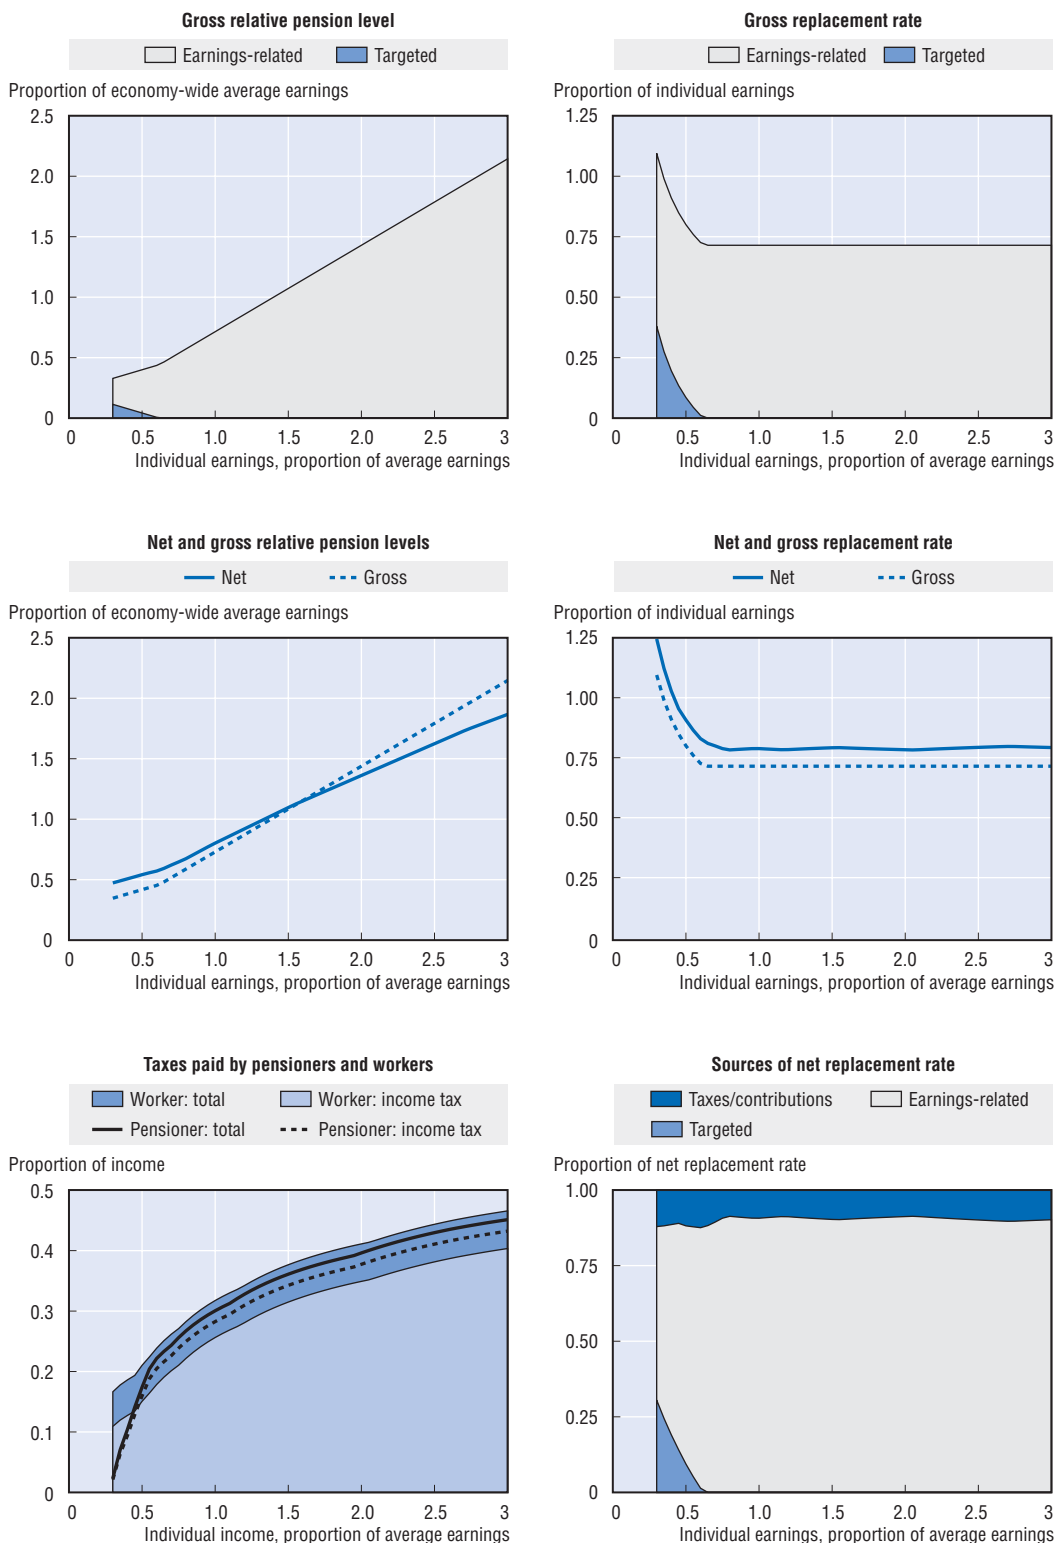 Gross relative pension level
Earnings-related Targeted
Proportion of economy-wide average earnings
2.5
2.0
1.5
1.0
0.5
0
0 0.5 1.0 1.5 2.0 2.5 3
Individual earnings, proportion of average earnings
Gross replacement rate
Earnings-related Targeted
Proportion of individual earnings
1.25
1.00
0.75
0.50
0.25
0
0 0.5 1.0 1.5 2.0 2.5 3
Individual earnings, proportion of average earnings
Net and gross relative pension levels
Net Gross
Proportion of economy-wide average earnings
2.5
2.0
1.5
1.0
0.5
0
0 0.5 1.0 1.5 2.0 2.5 3
Individual earnings, proportion of average earnings
Net and gross replacement rate
Net Gross
Proportion of individual earnings
1.25
1.00
0.75
0.50
0.25
0
0 0.5 1.0 1.5 2.0 2.5 3
Individual earnings, proportion of average earnings
Taxes paid by pensioners and workers
Worker: total Worker: income tax
Pensioner: total Pensioner: income tax
Proportion of income
0.5
0.4
0.3
0.2
0.1
0
0 0.5 1.0 1.5 2.0 2.5 3
Individual income, proportion of average earnings
Sources of net replacement rate
Taxes/contributions Earnings-related
Targeted
Proportion of net replacement rate
1.00
0.75
0.50
0.25
0
0 0.5 1.0 1.5 2.0 2.5 3
Individual earnings, proportion of average earnings